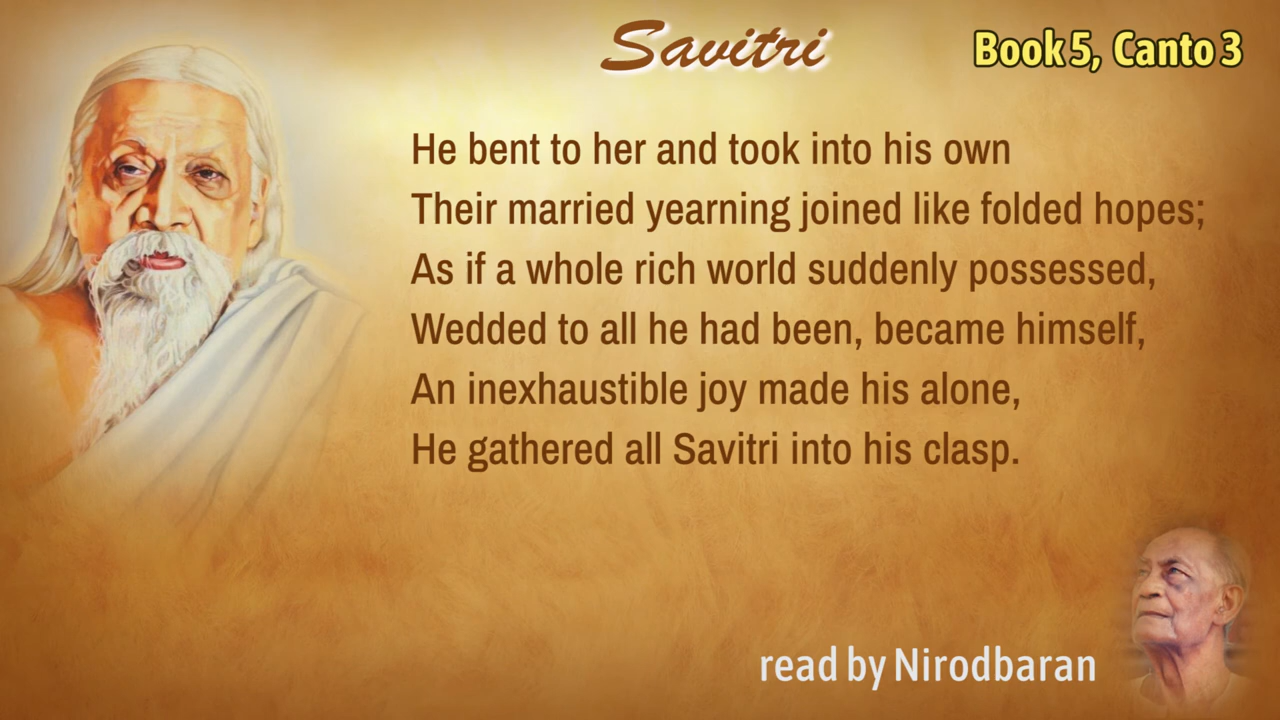 Savitri
Book 5, Canto 3
He bent to her and took into his own
Their married yearning joined like folded hopes;
As if a whole rich world suddenly possessed,
Wedded to all he had been, became himself,
An inexhaustible joy made his alone,
He gathered all Savitri into his clasp.
read by Nirodbaran